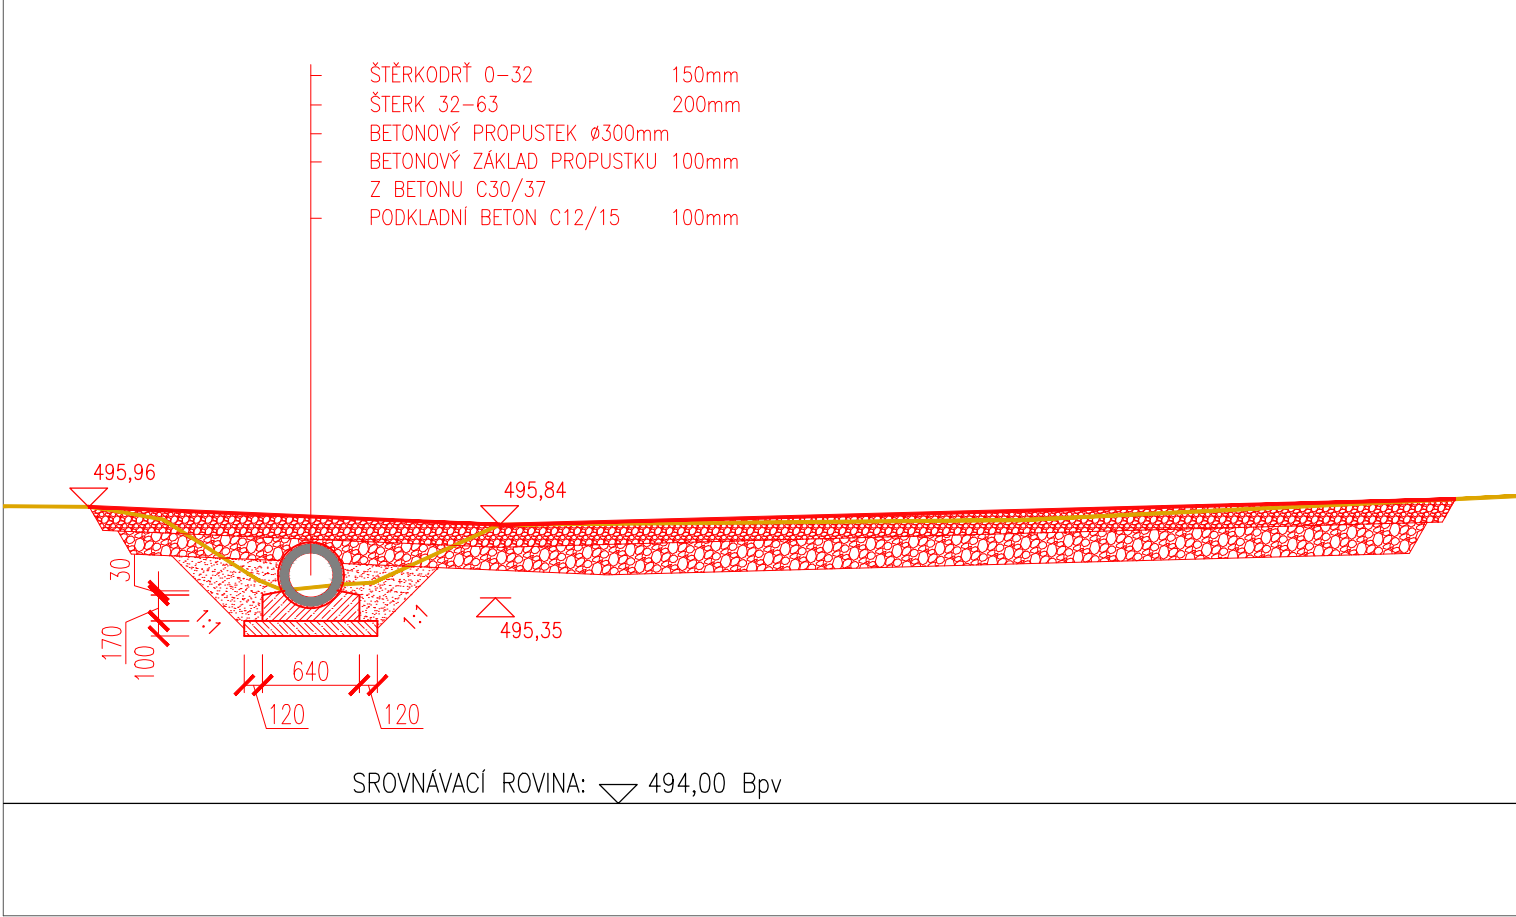 ŠTĚRKODRŤ 0-32 150mm
ŠTERK 32-63 200mm
BETONOVÝ PROPUSTEK ø300mm
BETONOVÝ ZÁKLAD PROPUSTKU 100mm
Z BETONU C30/37
PODKLADNÍ BETON C12/15 100mm
495,96
495,84
30
1:1
1:1
495,35
170
100
640
120
120
SROVNÁVACÍ ROVINA: 494,00 Bpv